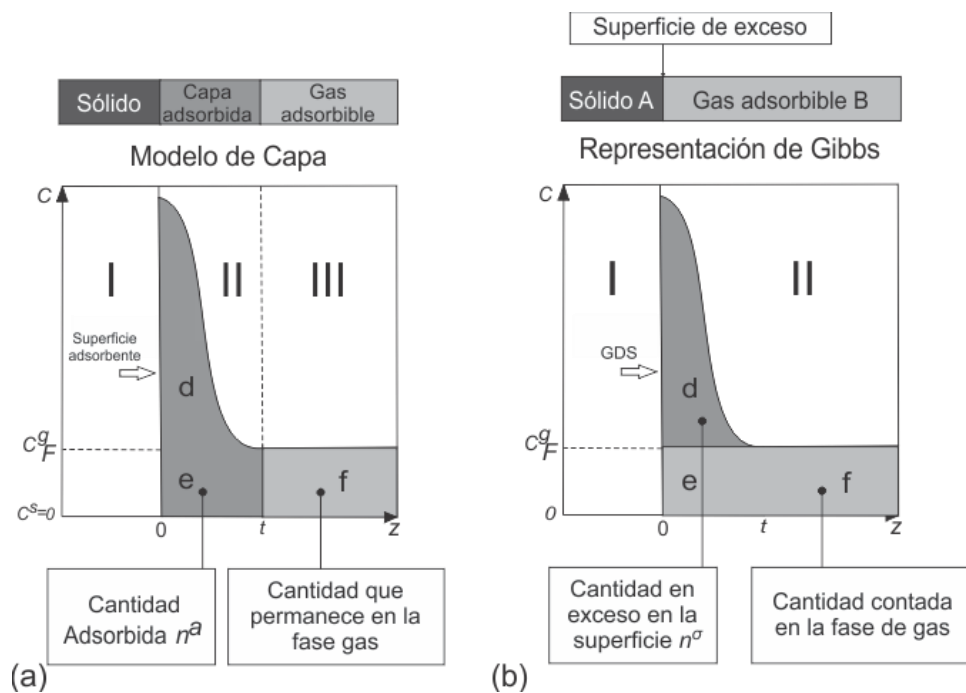 Sólido
Capa
adsorbida
Gas
adsorbible
Modelo de Capa
C
I
II
III
Superficie
adsorbente
d
C^g_F
e
f
C^s=0
0
t
z
Cantidad
Adsorbida n^a
Cantidad que
permanece en la
fase gas
(a)
Superficie de exceso
Sólido A
Gas adsorbible B
Representación de Gibbs
C
I
II
GDS
d
C^g_F
e
f
0
0
t
z
Cantidad en
exceso en la
superficie n^σ
Cantidad contada
en la fase de gas
(b)